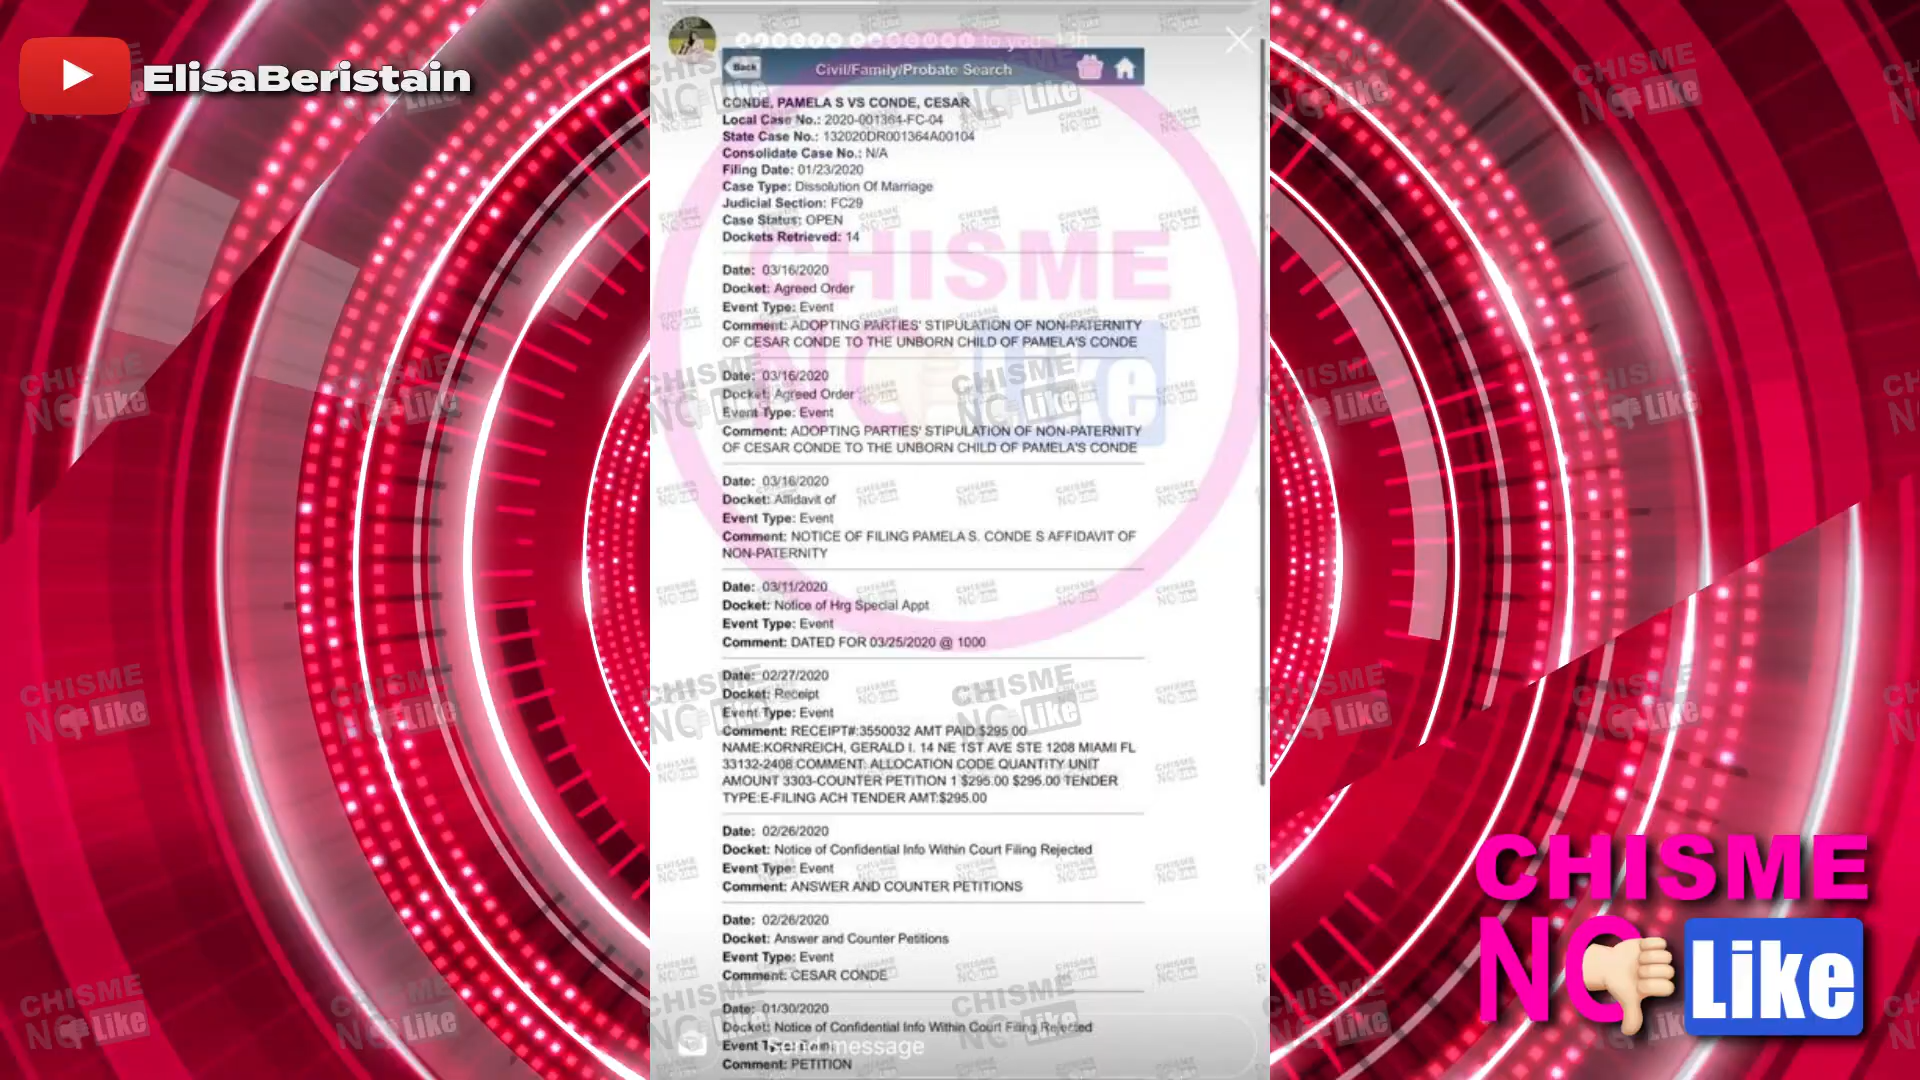 ElisaBeristain
to you 12h
Back
Civil/Family/Probate Search
CONDE, PAMELA S VS CONDE, CESAR
Local Case No.: 2020-001364-FC-04
State Case No.: 132020DR001364A00104
Consolidate Case No.: N/A
Filing Date: 01/23/2020
Case Type: Dissolution Of Marriage
Judicial Section: FC29
Case Status: OPEN
Dockets Retrieved: 14
Date: 03/16/2020
Docket: Agreed Order
Event Type: Event
Comment: ADOPTING PARTIES' STIPULATION OF NON-PATERNITY
OF CESAR CONDE TO THE UNBORN CHILD OF PAMELA'S CONDE
Date: 03/16/2020
Docket: Agreed Order
Event Type: Event
Comment: ADOPTING PARTIES' STIPULATION OF NON-PATERNITY
OF CESAR CONDE TO THE UNBORN CHILD OF PAMELA'S CONDE
Date: 03/16/2020
Docket: Affidavit of
Event Type: Event
Comment: NOTICE OF FILING PAMELA S. CONDE S AFFIDAVIT OF
NON-PATERNITY
Date: 03/11/2020
Docket: Notice of Hrg Special Appt
Event Type: Event
Comment: DATED FOR 03/25/2020 @ 1000
Date: 02/27/2020
Docket: Receipt
Event Type: Event
Comment: RECEIPT#:3550032 AMT PAID:$295.00
NAME:KORNREICH, GERALD I. 14 NE 1ST AVE STE 1208 MIAMI FL
33132-2408 COMMENT: ALLOCATION CODE QUANTITY UNIT
AMOUNT 3303-COUNTER PETITION 1 $295.00 $295.00 TENDER
TYPE:E-FILING ACH TENDER AMT:$295.00
Date: 02/26/2020
Docket: Notice of Confidential Info Within Court Filing Rejected
Event Type: Event
Comment: ANSWER AND COUNTER PETITIONS
Date: 02/26/2020
Docket: Answer and Counter Petitions
Event Type: Event
Comment: CESAR CONDE
Date: 01/30/2020
Docket: Notice of Confidential Info Within Court Filing Rejected
Event Type: Event
Send message
Comment: PETITION
CHISME
NO Like
CHISME
NO Like